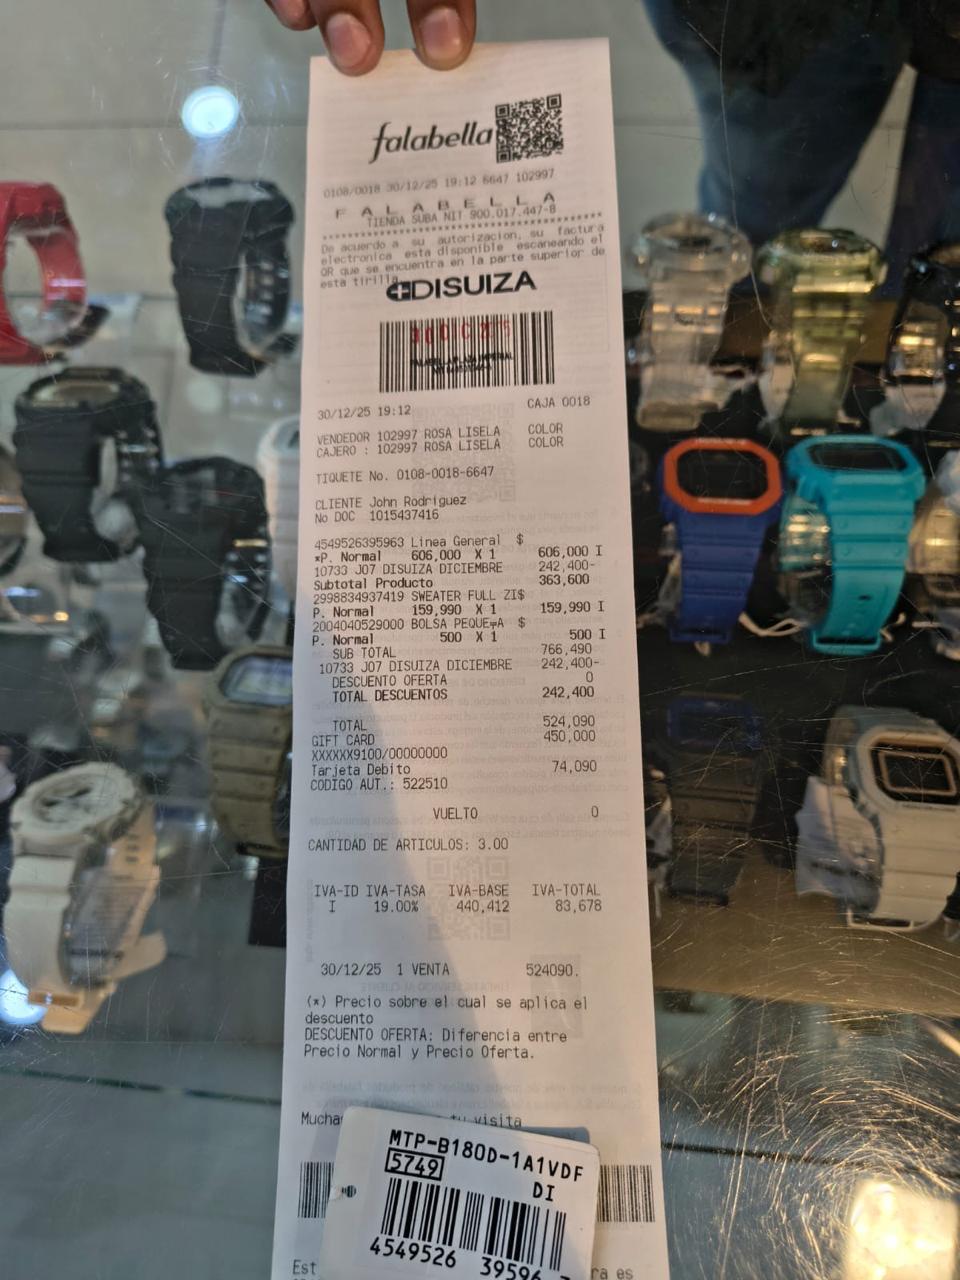 falabella
0108/0018 30/12/25 19:12 6647 102997
F A L A B E L L A
TIENDA SUBA NIT 900.017.447-8
****************************************
De acuerdo a su autorizacion, su factura
electronica esta disponible escaneando el
QR que se encuentra en la parte superior de
esta tirilla
DISUIZA
30/12/25 19:12 CAJA 0018
VENDEDOR 102997 ROSA LISELA COLOR
CAJERO : 102997 ROSA LISELA COLOR
TIQUETE No. 0108-0018-6647
CLIENTE John Rodriguez
No DOC 1015437416
4549526395963 Linea General $
*P. Normal 606,000 X 1 606,000 I
10733 J07 DISUIZA DICIEMBRE 242,400-
Subtotal Producto 363,600
2998834937419 SWEATER FULL ZI$
P. Normal 159,990 X 1 159,990 I
2004040529000 BOLSA PEQUE╤A $
P. Normal 500 X 1 500 I
SUB TOTAL 766,490
10733 J07 DISUIZA DICIEMBRE 242,400-
DESCUENTO OFERTA 0
TOTAL DESCUENTOS 242,400
TOTAL 524,090
GIFT CARD 450,000
XXXXXX9100/00000000
Tarjeta Debito 74,090
CODIGO AUT.: 522510
VUELTO 0
CANTIDAD DE ARTICULOS: 3.00
IVA-ID IVA-TASA IVA-BASE IVA-TOTAL
I 19.00% 440,412 83,678
30/12/25 1 VENTA 524090.
(*) Precio sobre el cual se aplica el
descuento
DESCUENTO OFERTA: Diferencia entre
Precio Normal y Precio Oferta.
Mucha tu visita
MTP-B180D-1A1VDF
5749
DI
4549526 39596
Est ra es